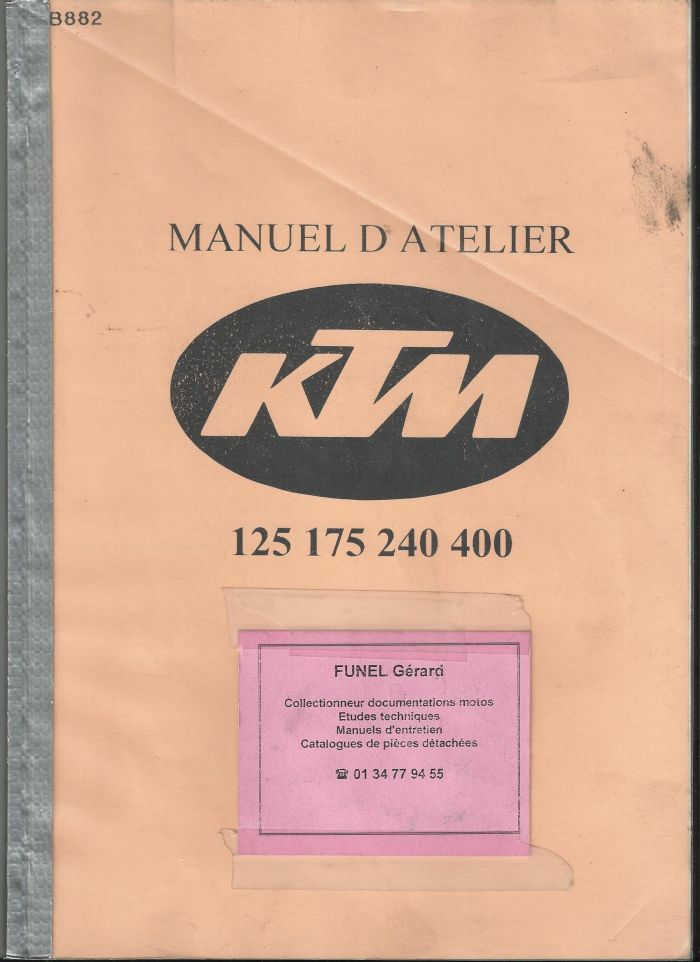 B882
MANUEL D ATELIER
KTM
125 175 240 400
FUNEL Gérard
Collectionneur documentations motos
Etudes techniques
Manuels d'entretien
Catalogues de pièces détachées
☎ 01 34 77 94 55